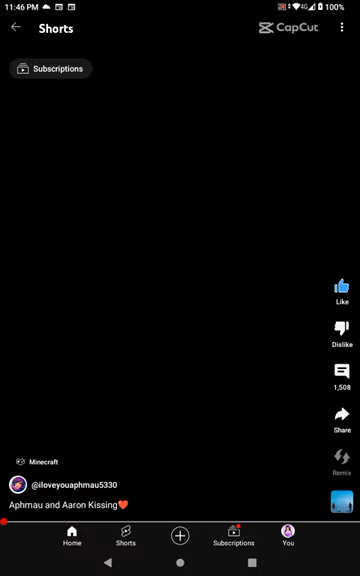 11:46 PM
4G
100%
Shorts
CapCut
Subscriptions
Like
Dislike
1,508
Share
Remix
Minecraft
@iloveyouaphmau5330
Aphmau and Aaron Kissing❤️
Home
Shorts
Subscriptions
You